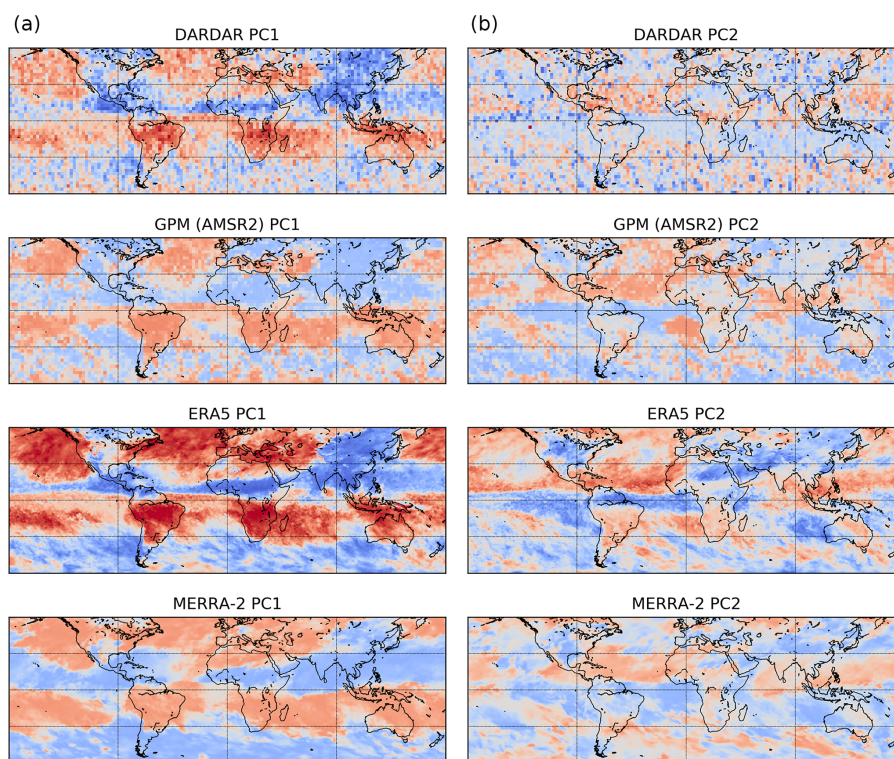 (a)
(b)
DARDAR PC1
DARDAR PC2
GPM (AMSR2) PC1
GPM (AMSR2) PC2
ERA5 PC1
ERA5 PC2
MERRA-2 PC1
MERRA-2 PC2